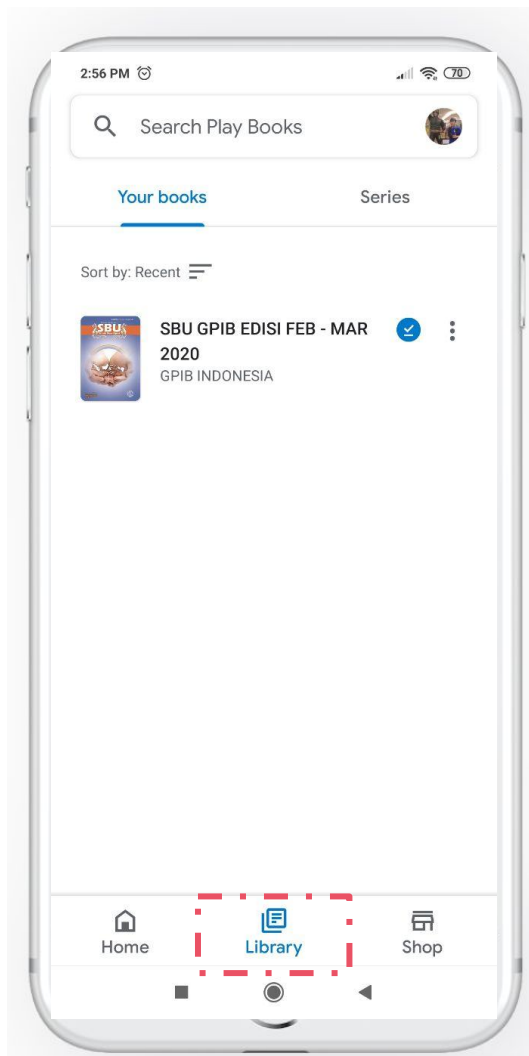 2:56 PM
70
Search Play Books
Your books
Series
Sort by: Recent
SBU
SBU GPIB EDISI FEB - MAR
2020
GPIB INDONESIA
Home
Library
Shop